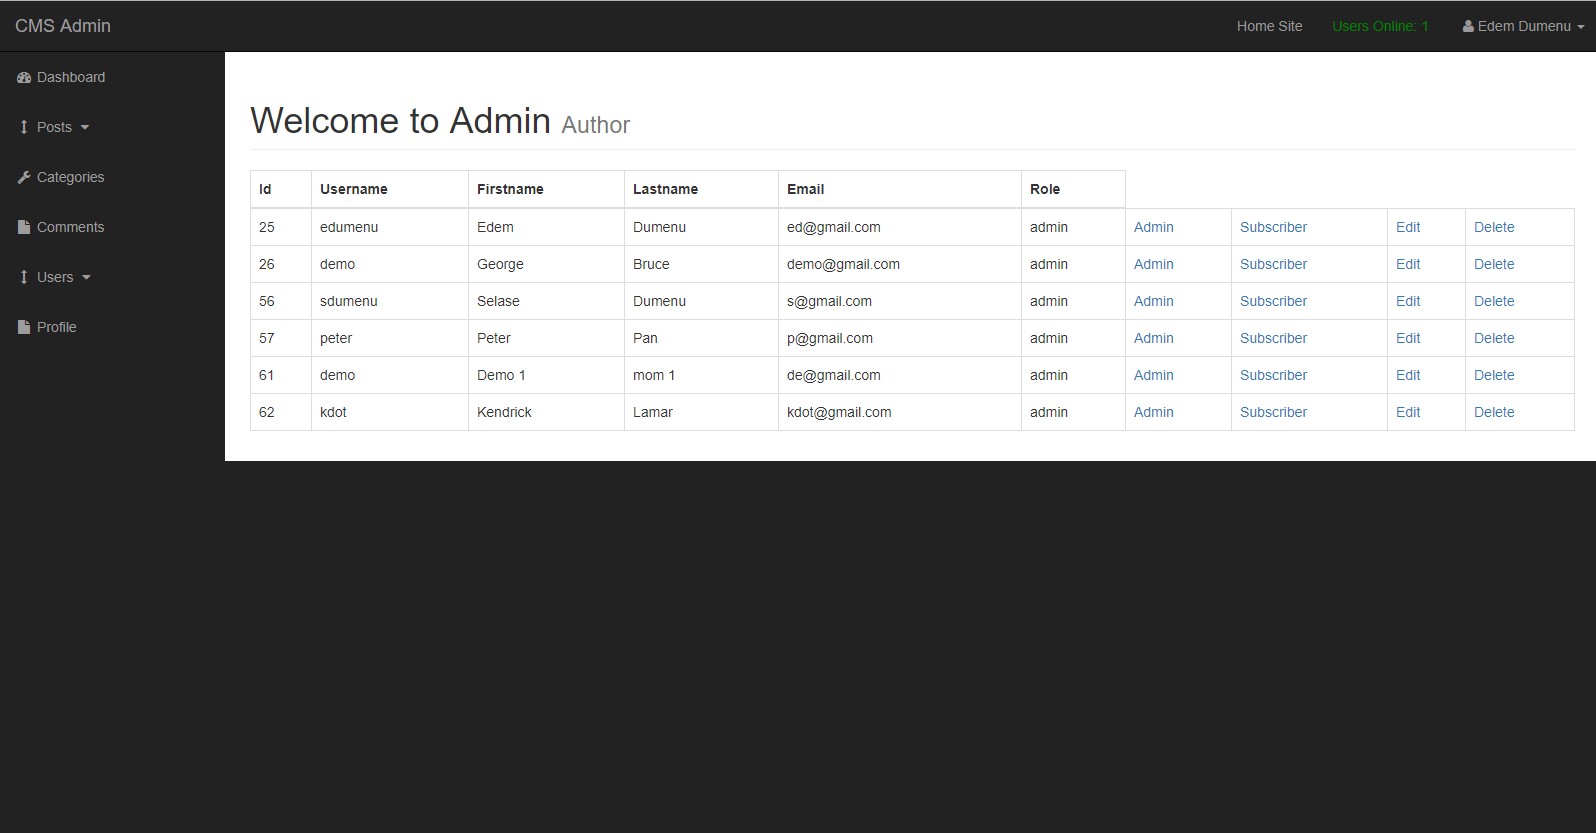 CMS Admin Home Site Users Online: 1 Edem Dumenu
Dashboard
Posts
Categories
Comments
Users
Profile
Welcome to Admin Author
Id Username Firstname Lastname Email Role
25 edumenu Edem Dumenu ed@gmail.com admin Admin Subscriber Edit Delete
26 demo George Bruce demo@gmail.com admin Admin Subscriber Edit Delete
56 sdumenu Selase Dumenu s@gmail.com admin Admin Subscriber Edit Delete
57 peter Peter Pan p@gmail.com admin Admin Subscriber Edit Delete
61 demo Demo 1 mom 1 de@gmail.com admin Admin Subscriber Edit Delete
62 kdot Kendrick Lamar kdot@gmail.com admin Admin Subscriber Edit Delete